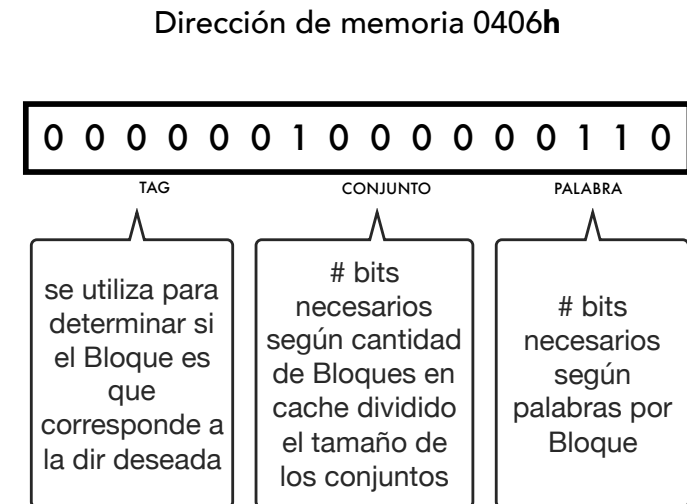 Dirección de memoria 0406h
0 0 0 0 0 1 0 0 0 0 0 0 0 1 1 0
TAG
CONJUNTO
PALABRA
se utiliza para
determinar si
el Bloque es
que
corresponde a
la dir deseada
# bits
necesarios
según cantidad
de Bloques en
cache dividido
el tamaño de
los conjuntos
# bits
necesarios
según
palabras por
Bloque